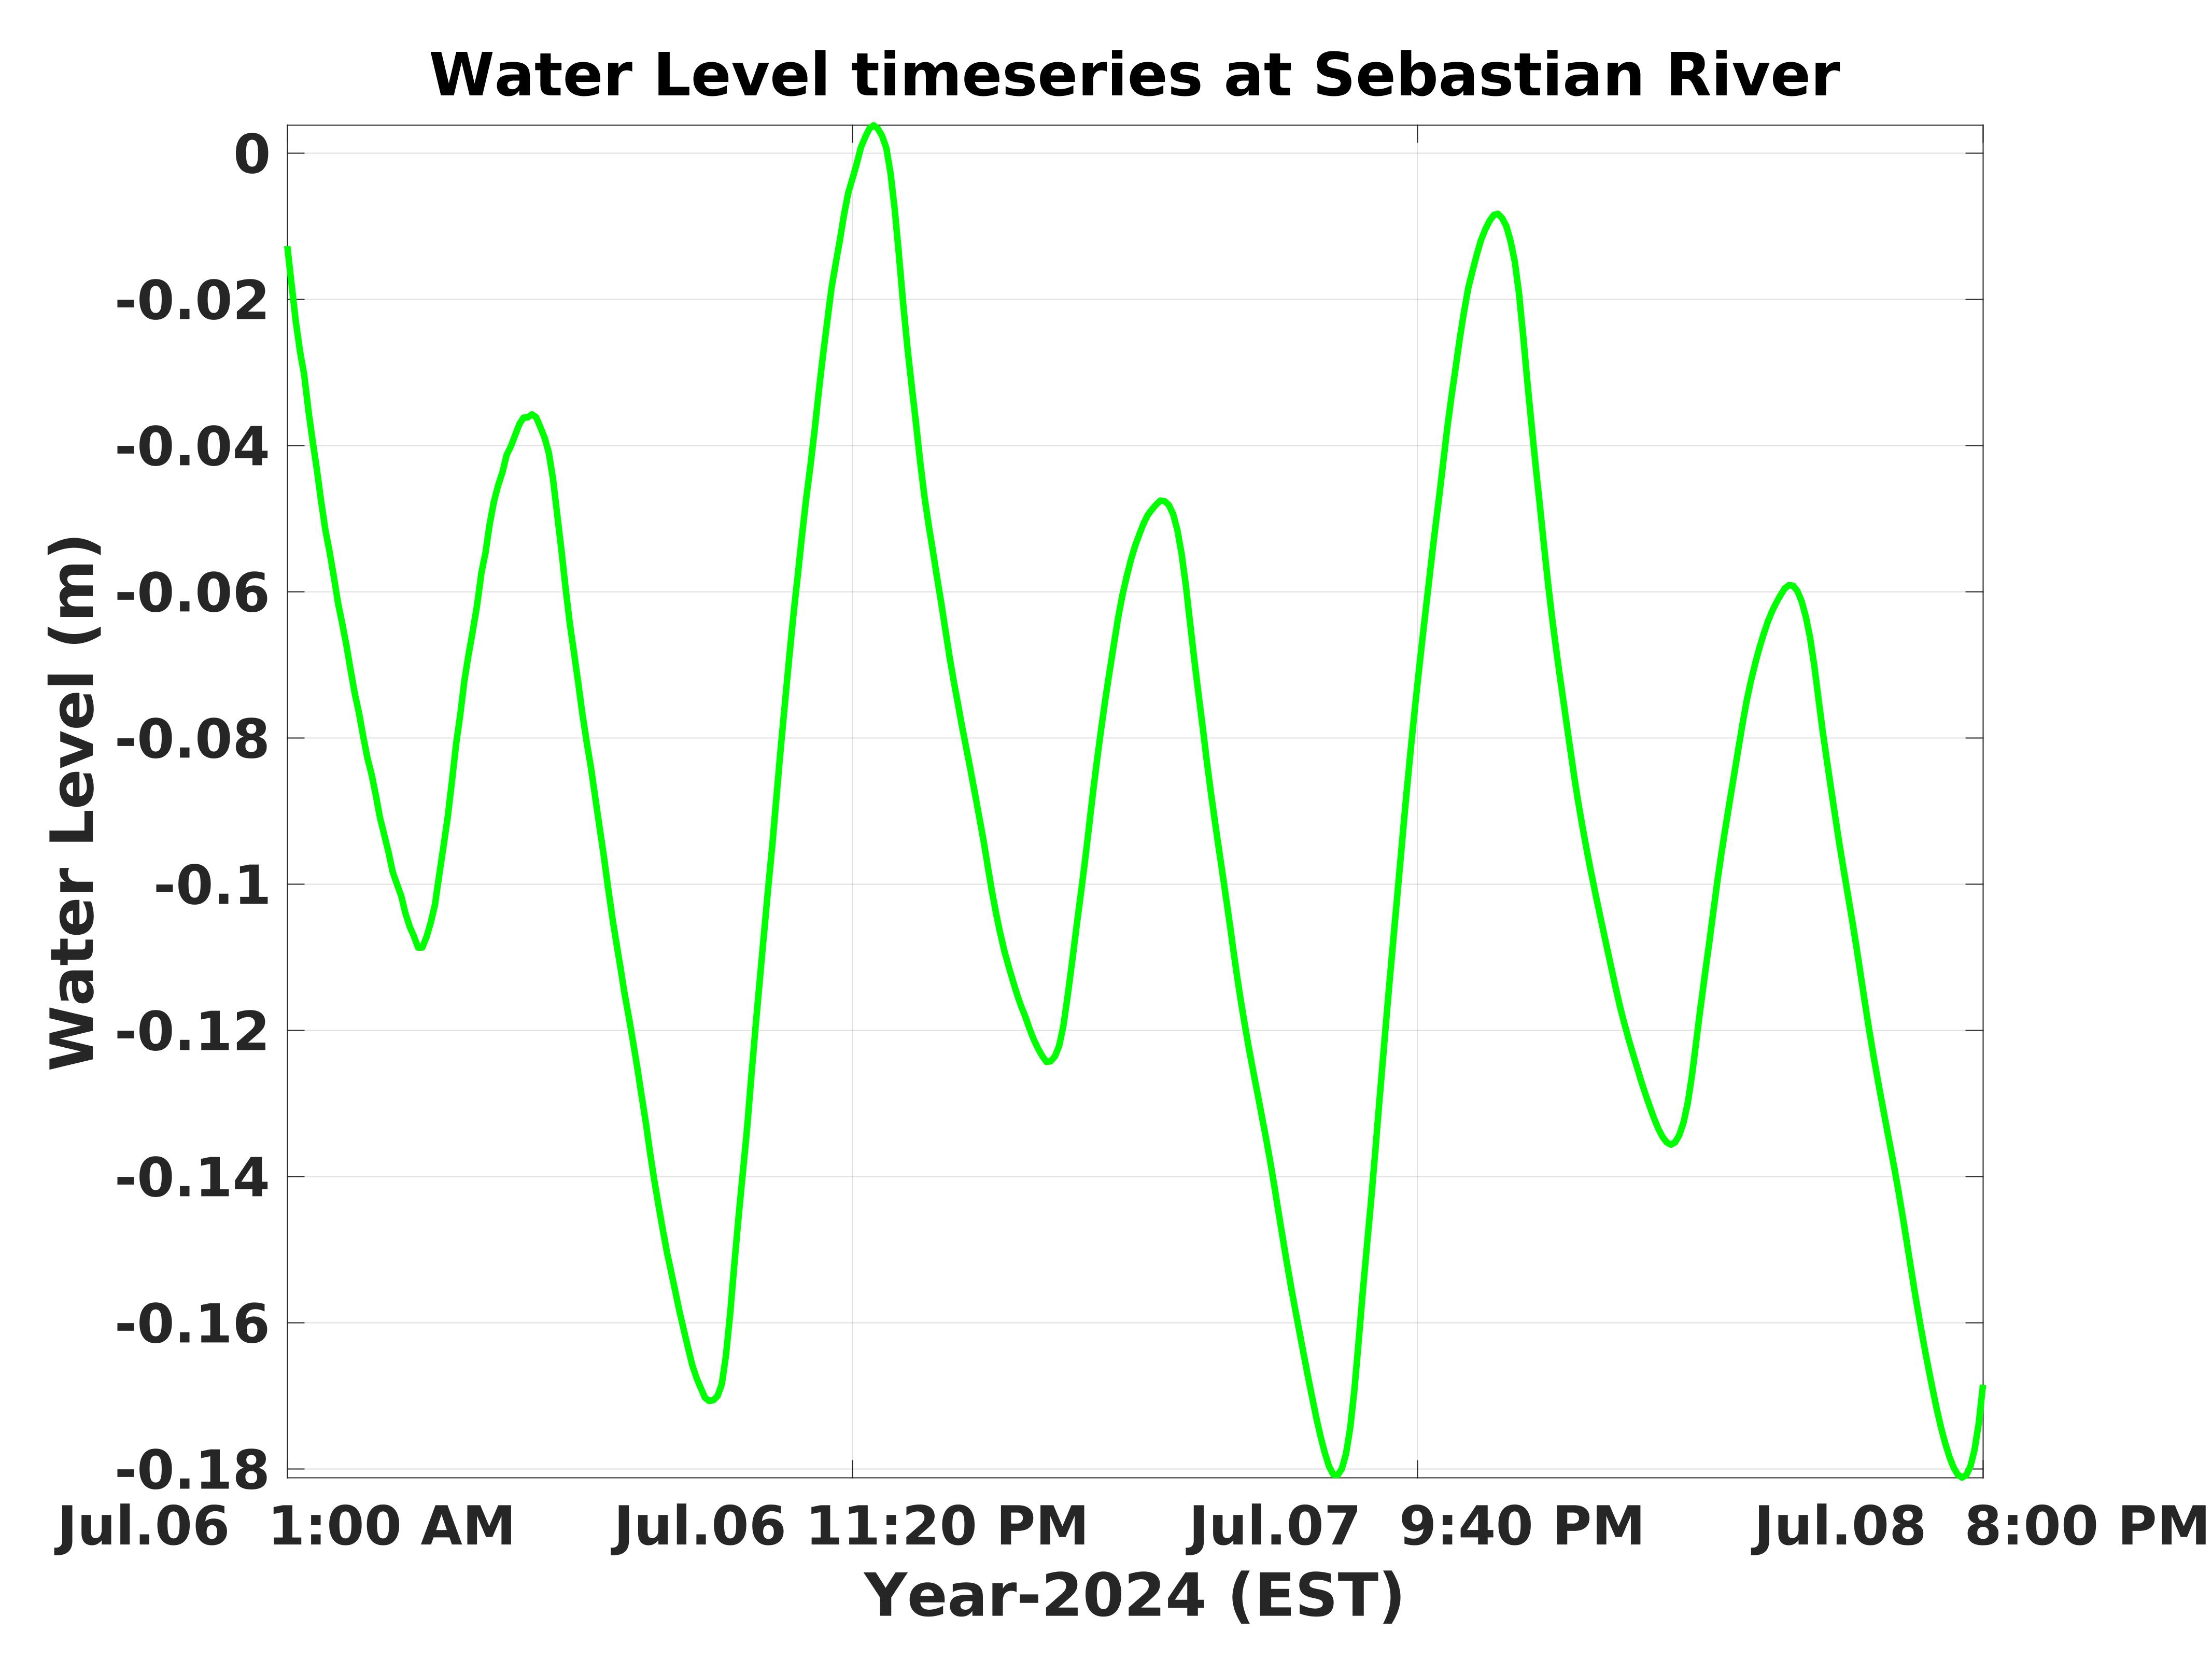 Water Level timeseries at Sebastian River
Water Level (m)
0
-0.02
-0.04
-0.06
-0.08
-0.1
-0.12
-0.14
-0.16
-0.18
Jul.06  1:00 AM
Jul.06 11:20 PM
Jul.07  9:40 PM
Jul.08  8:00 PM
Year-2024 (EST)